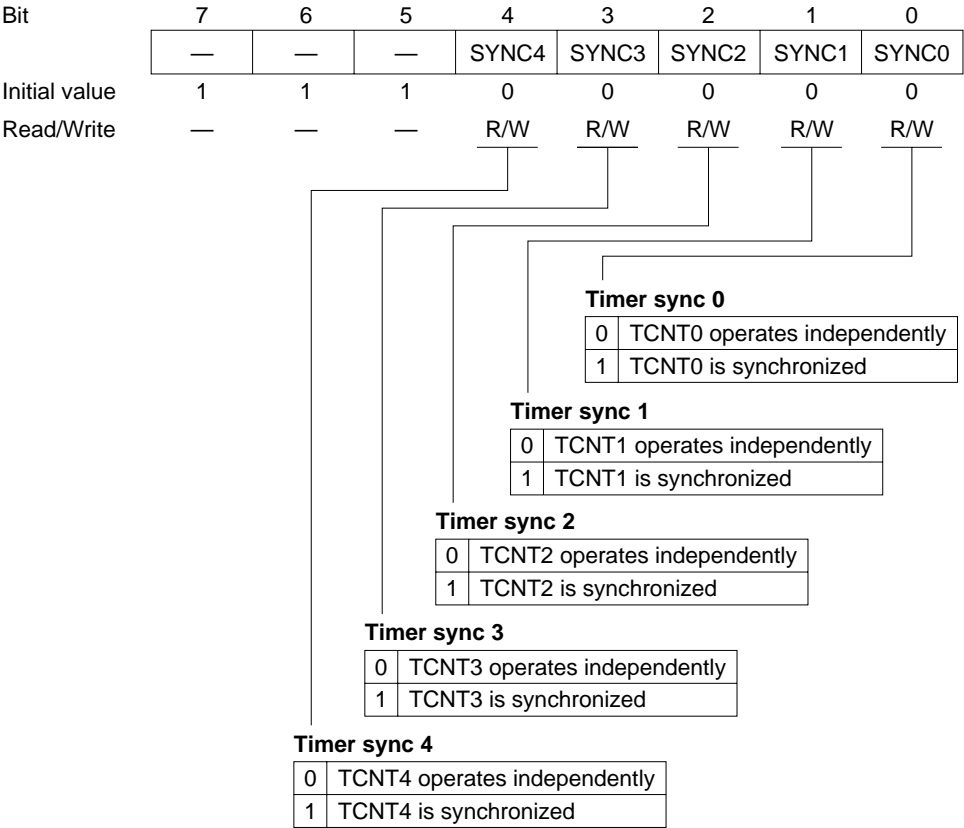 Bit 7 6 5 4 3 2 1 0
— — — SYNC4 SYNC3 SYNC2 SYNC1 SYNC0
Initial value 1 1 1 0 0 0 0 0
Read/Write — — — R/W R/W R/W R/W R/W
Timer sync 0
0 TCNT0 operates independently
1 TCNT0 is synchronized
Timer sync 1
0 TCNT1 operates independently
1 TCNT1 is synchronized
Timer sync 2
0 TCNT2 operates independently
1 TCNT2 is synchronized
Timer sync 3
0 TCNT3 operates independently
1 TCNT3 is synchronized
Timer sync 4
0 TCNT4 operates independently
1 TCNT4 is synchronized